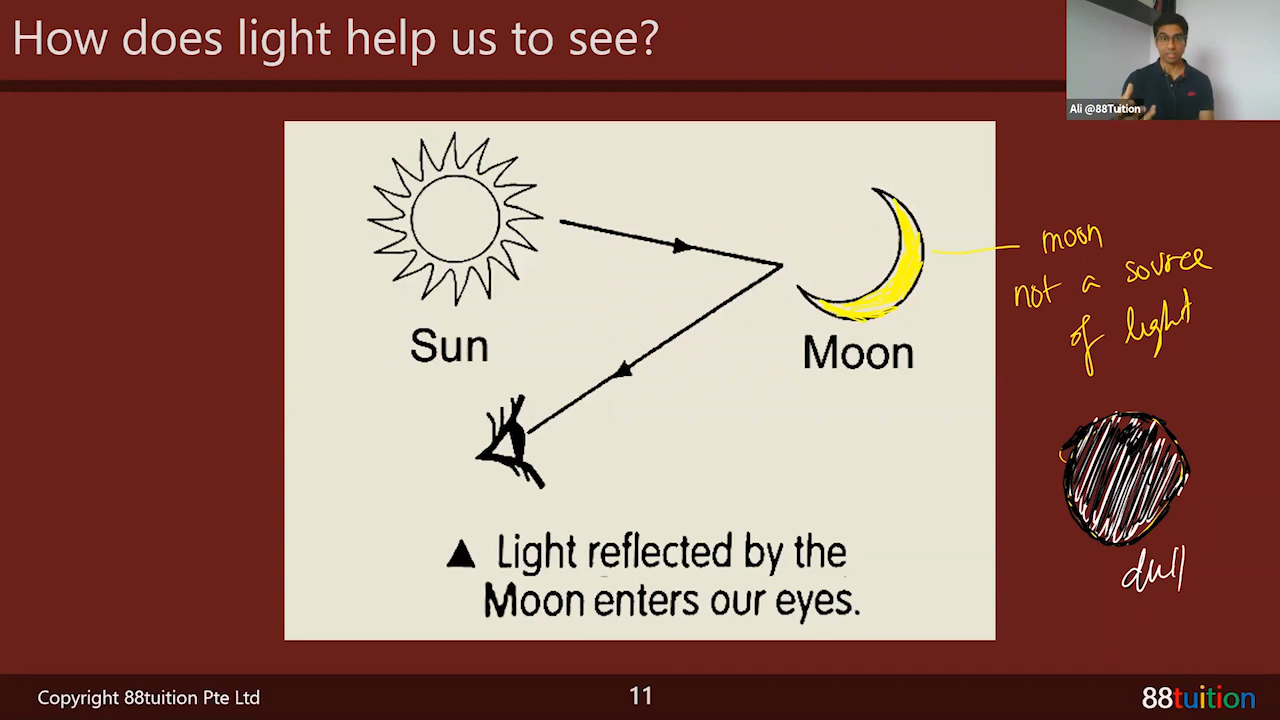 How does light help us to see?
Ali @88Tuition
Sun
Moon
moon
not a source
of light
dull
▲ Light reflected by the
Moon enters our eyes.
Copyright 88tuition Pte Ltd
11
88tuition